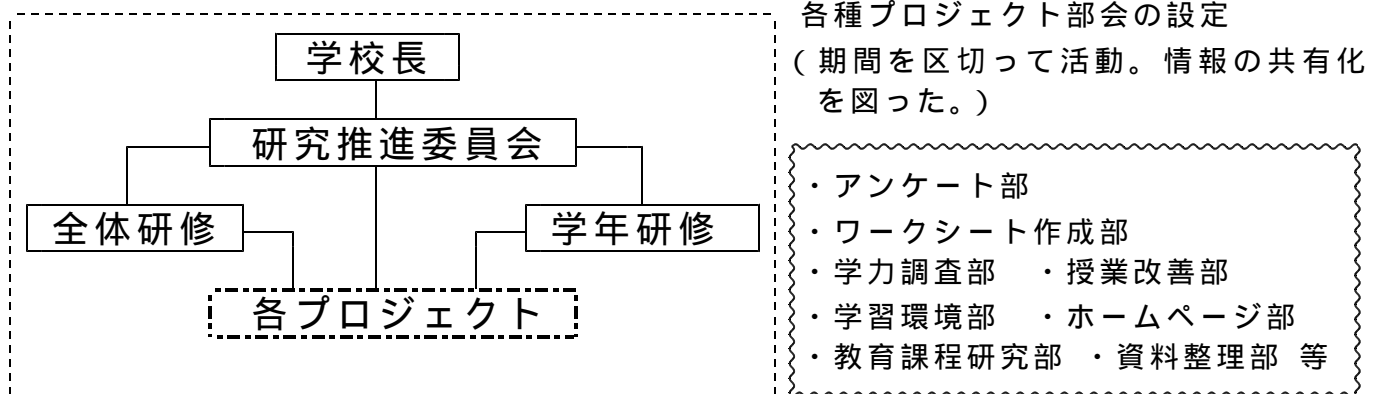 学校長
研究推進委員会
全体研修
学年研修
各プロジェクト
各種プロジェクト部会の設定
(期間を区切って活動。情報の共有化
を図った。)
・アンケート部
・ワークシート作成部
・学力調査部 ・授業改善部
・学習環境部 ・ホームページ部
・教育課程研究部 ・資料整理部 等